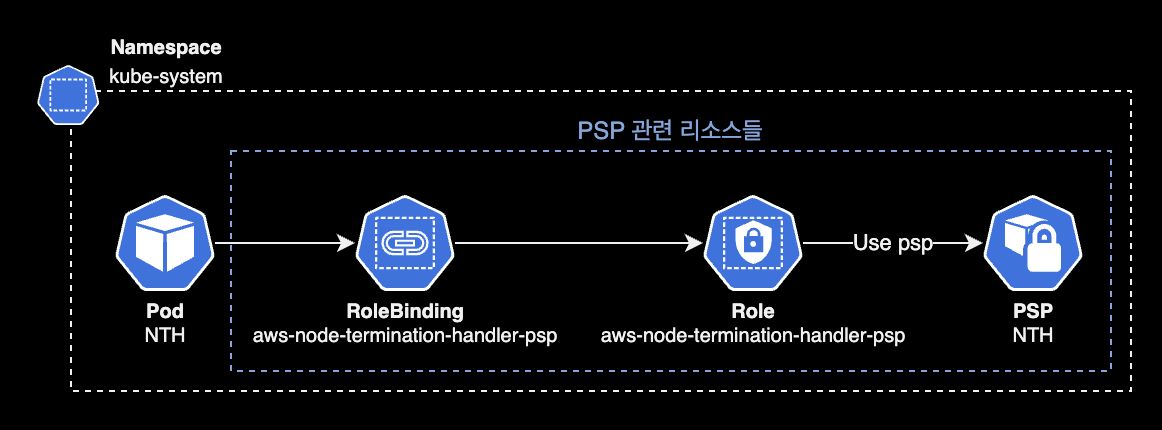 Namespace
kube-system
PSP 관련 리소스들
Use psp
Pod
NTH
RoleBinding
aws-node-termination-handler-psp
Role
aws-node-termination-handler-psp
PSP
NTH